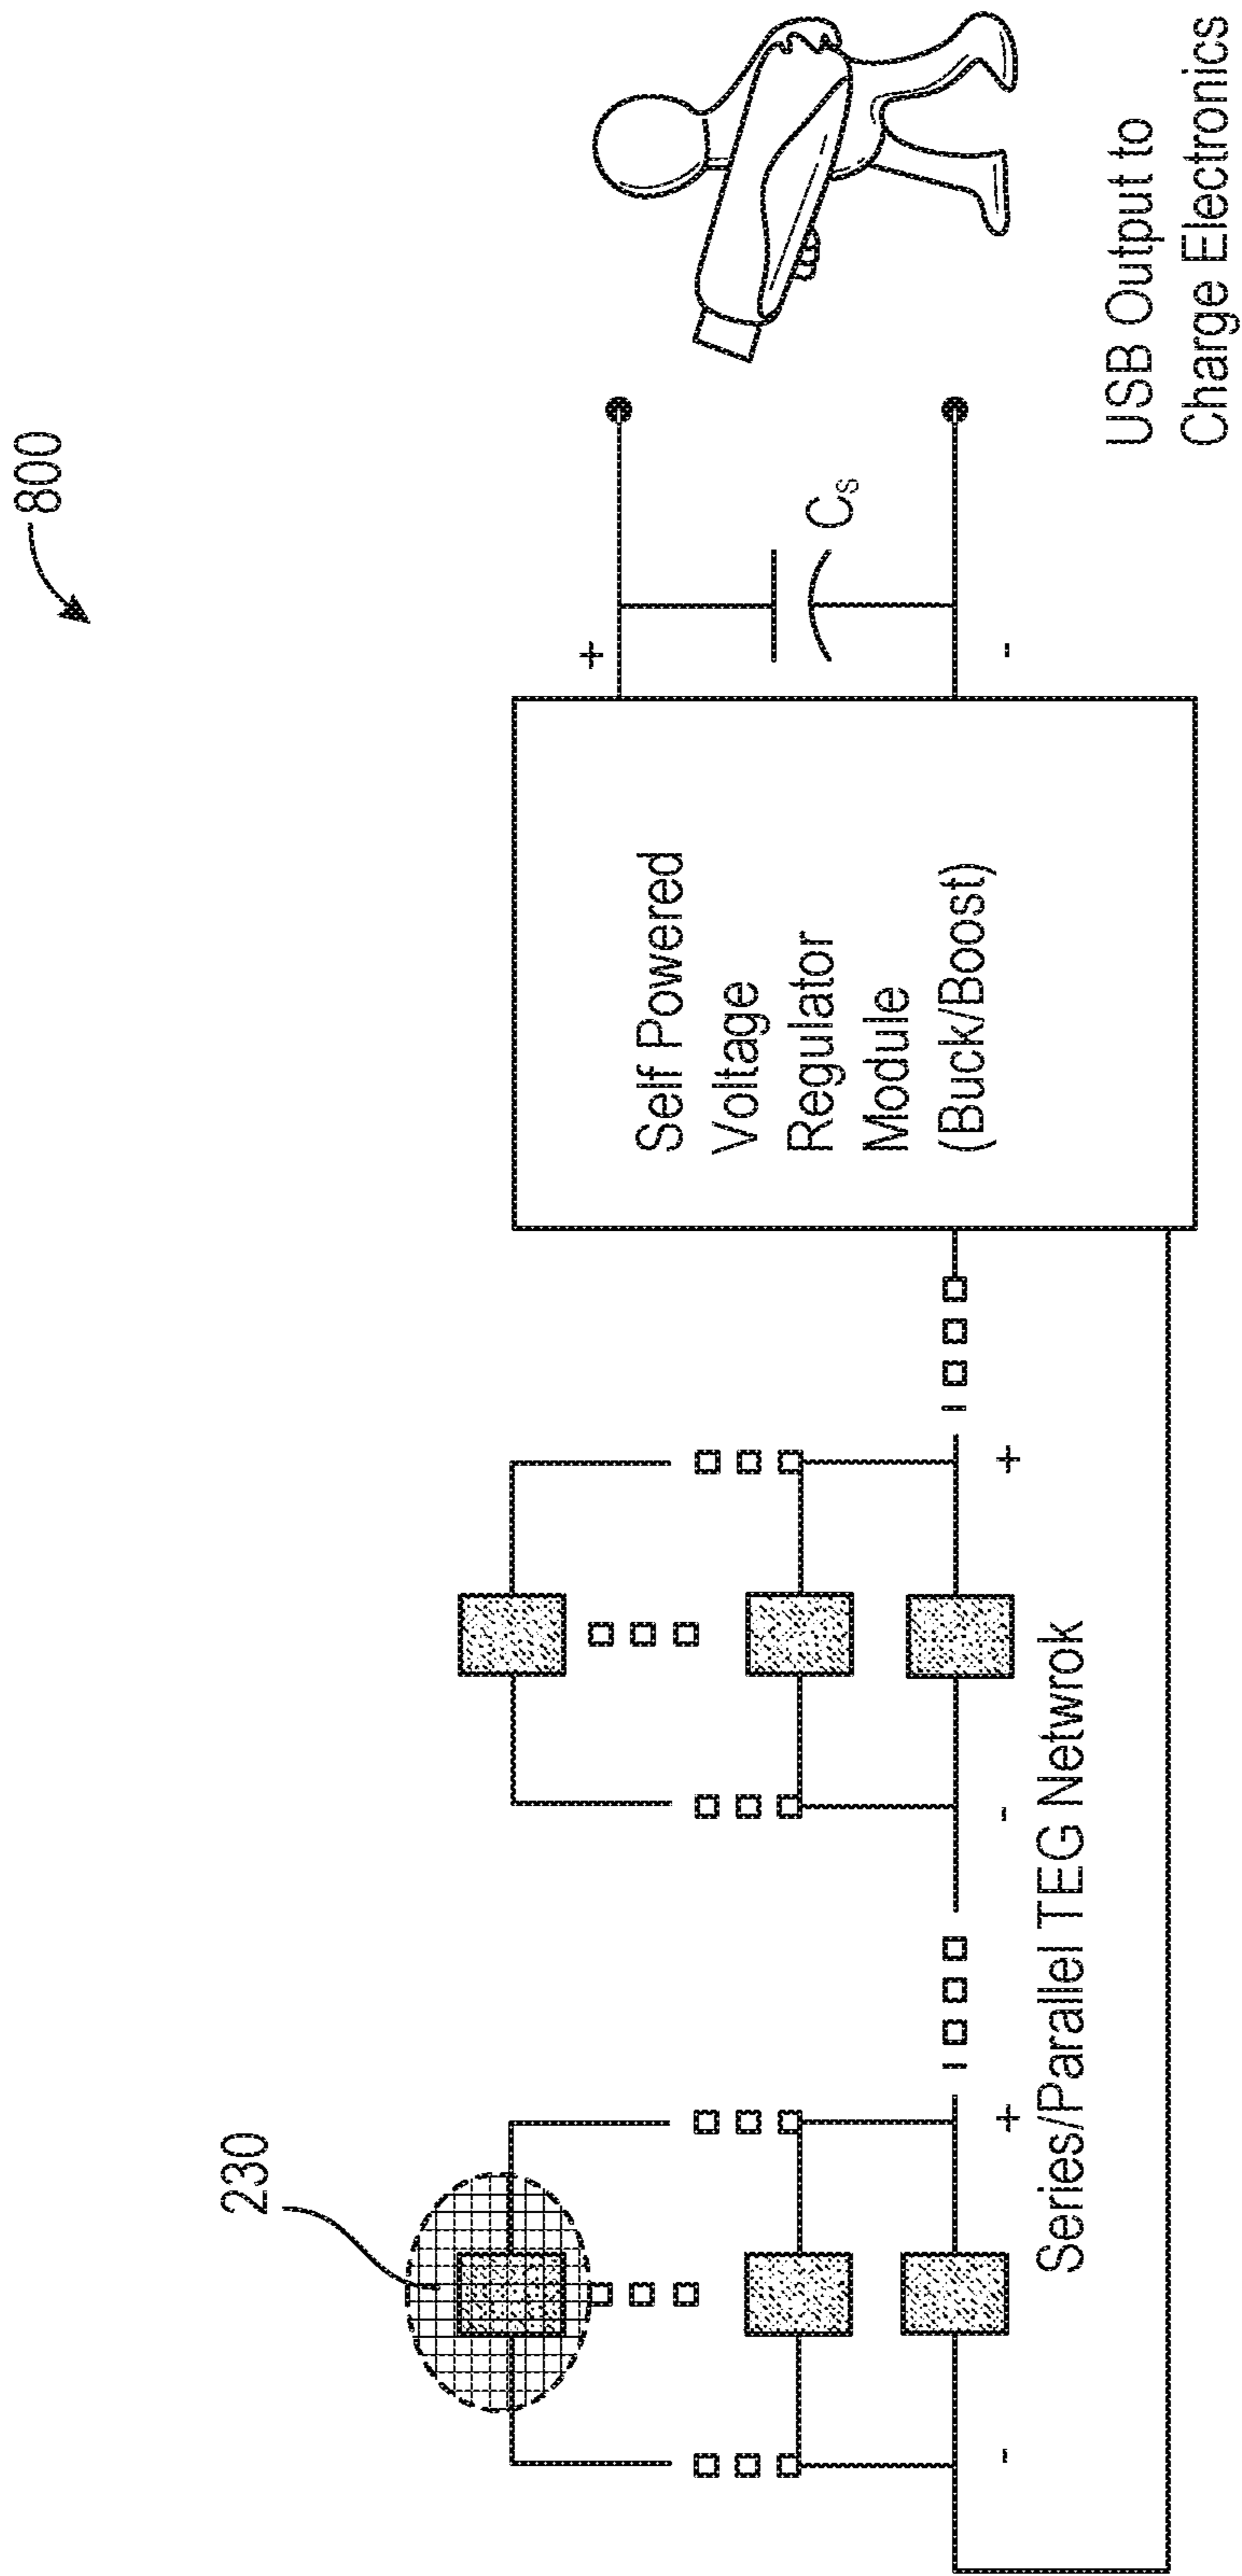 800
230
+
-
Self Powered
Voltage
Regulator
Module
(Buck/Boost)
Cs
- + - +
Series/Parallel TEG Netwrok
USB Output to
Charge Electronics